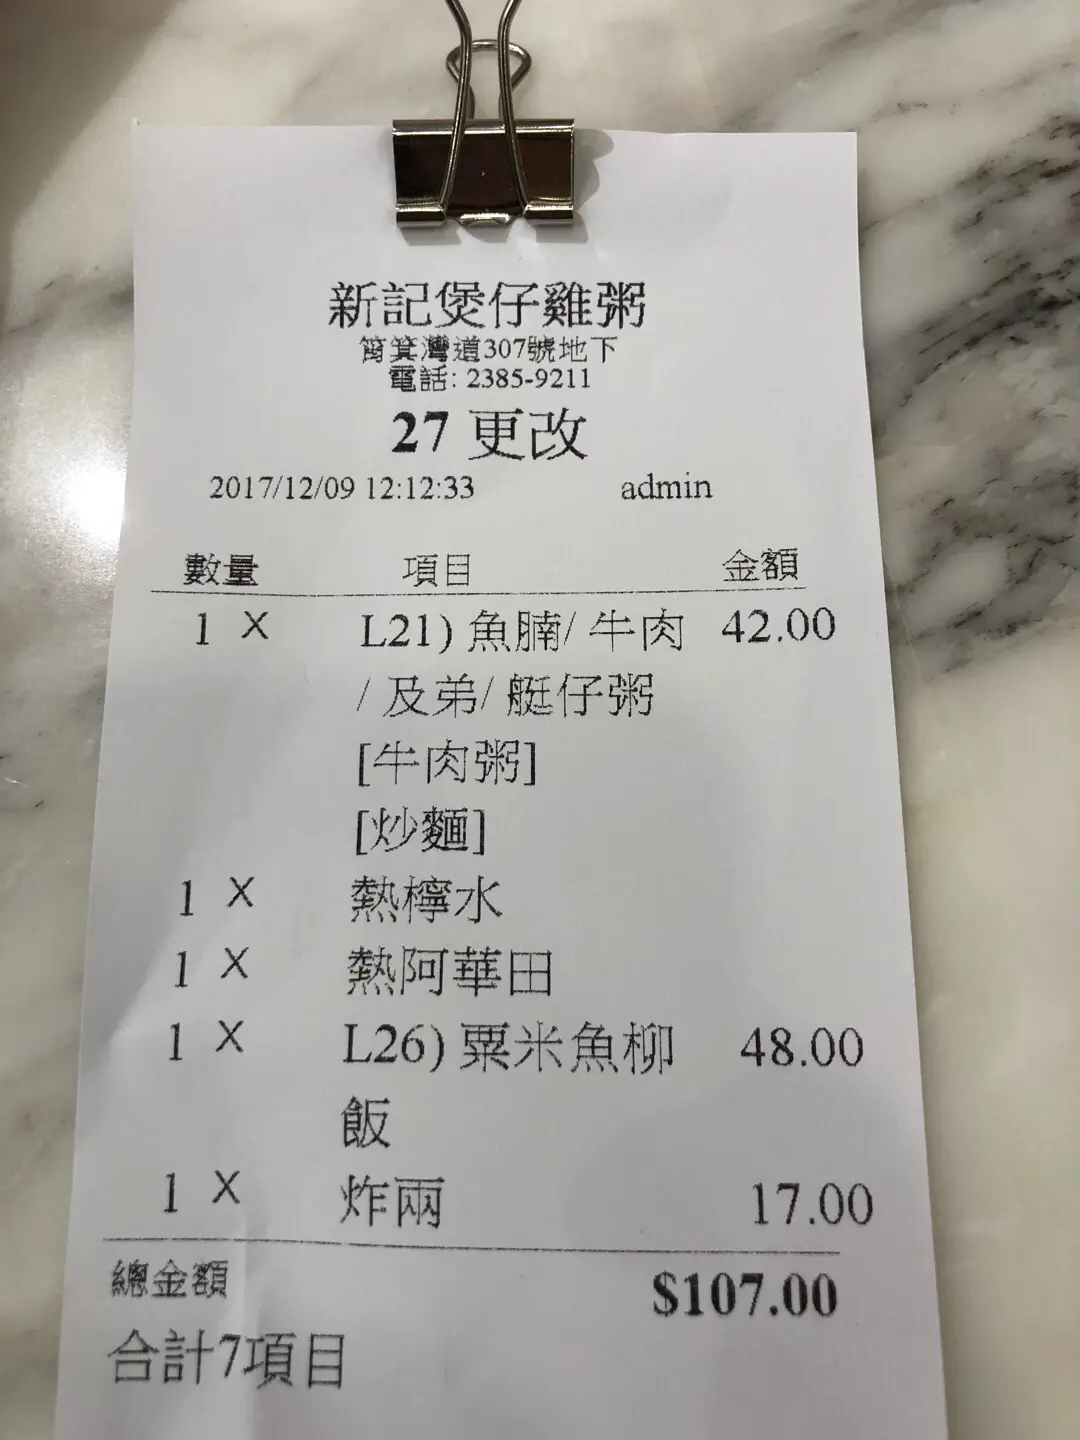 新記煲仔雞粥
筲箕灣道307號地下
電話: 2385-9211
27 更改
2017/12/09 12:12:33 admin
數量 項目 金額
1 X L21) 魚腩/ 牛肉 42.00
/ 及弟/ 艇仔粥
[牛肉粥]
[炒麵]
1 X 熱檸水
1 X 熱阿華田
1 X L26) 粟米魚柳 48.00
飯
1 X 炸兩 17.00
總金額 $107.00
合計7項目